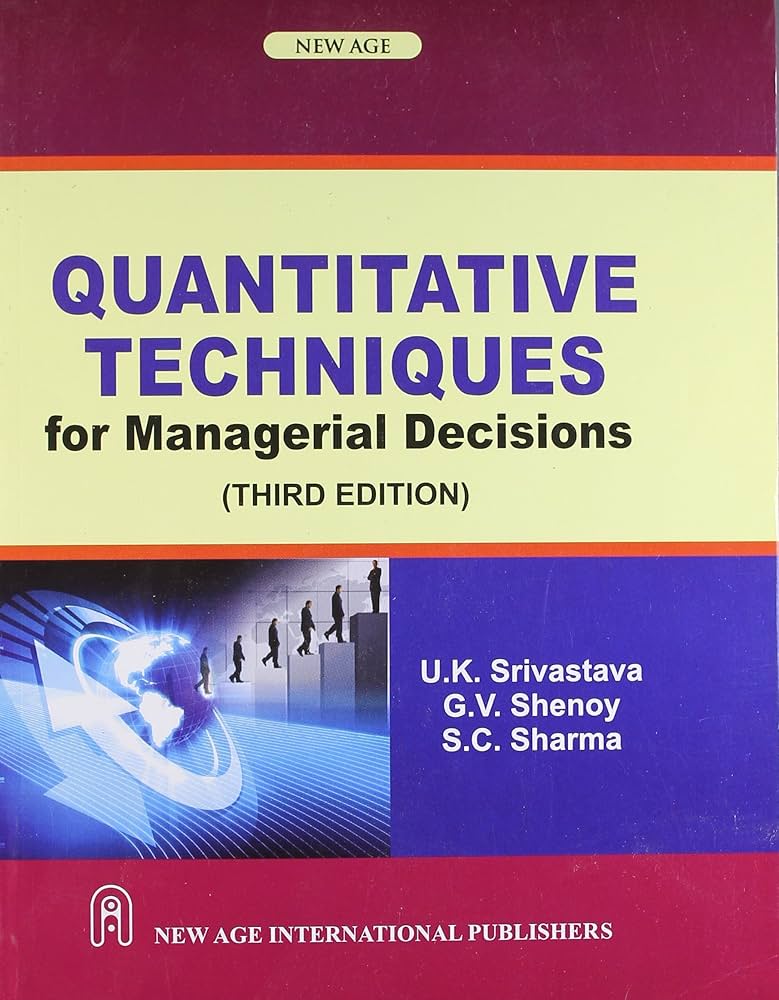 NEW AGE
QUANTITATIVE
TECHNIQUES
for Managerial Decisions
(THIRD EDITION)
U.K. Srivastava
G.V. Shenoy
S.C. Sharma
NEW AGE INTERNATIONAL PUBLISHERS